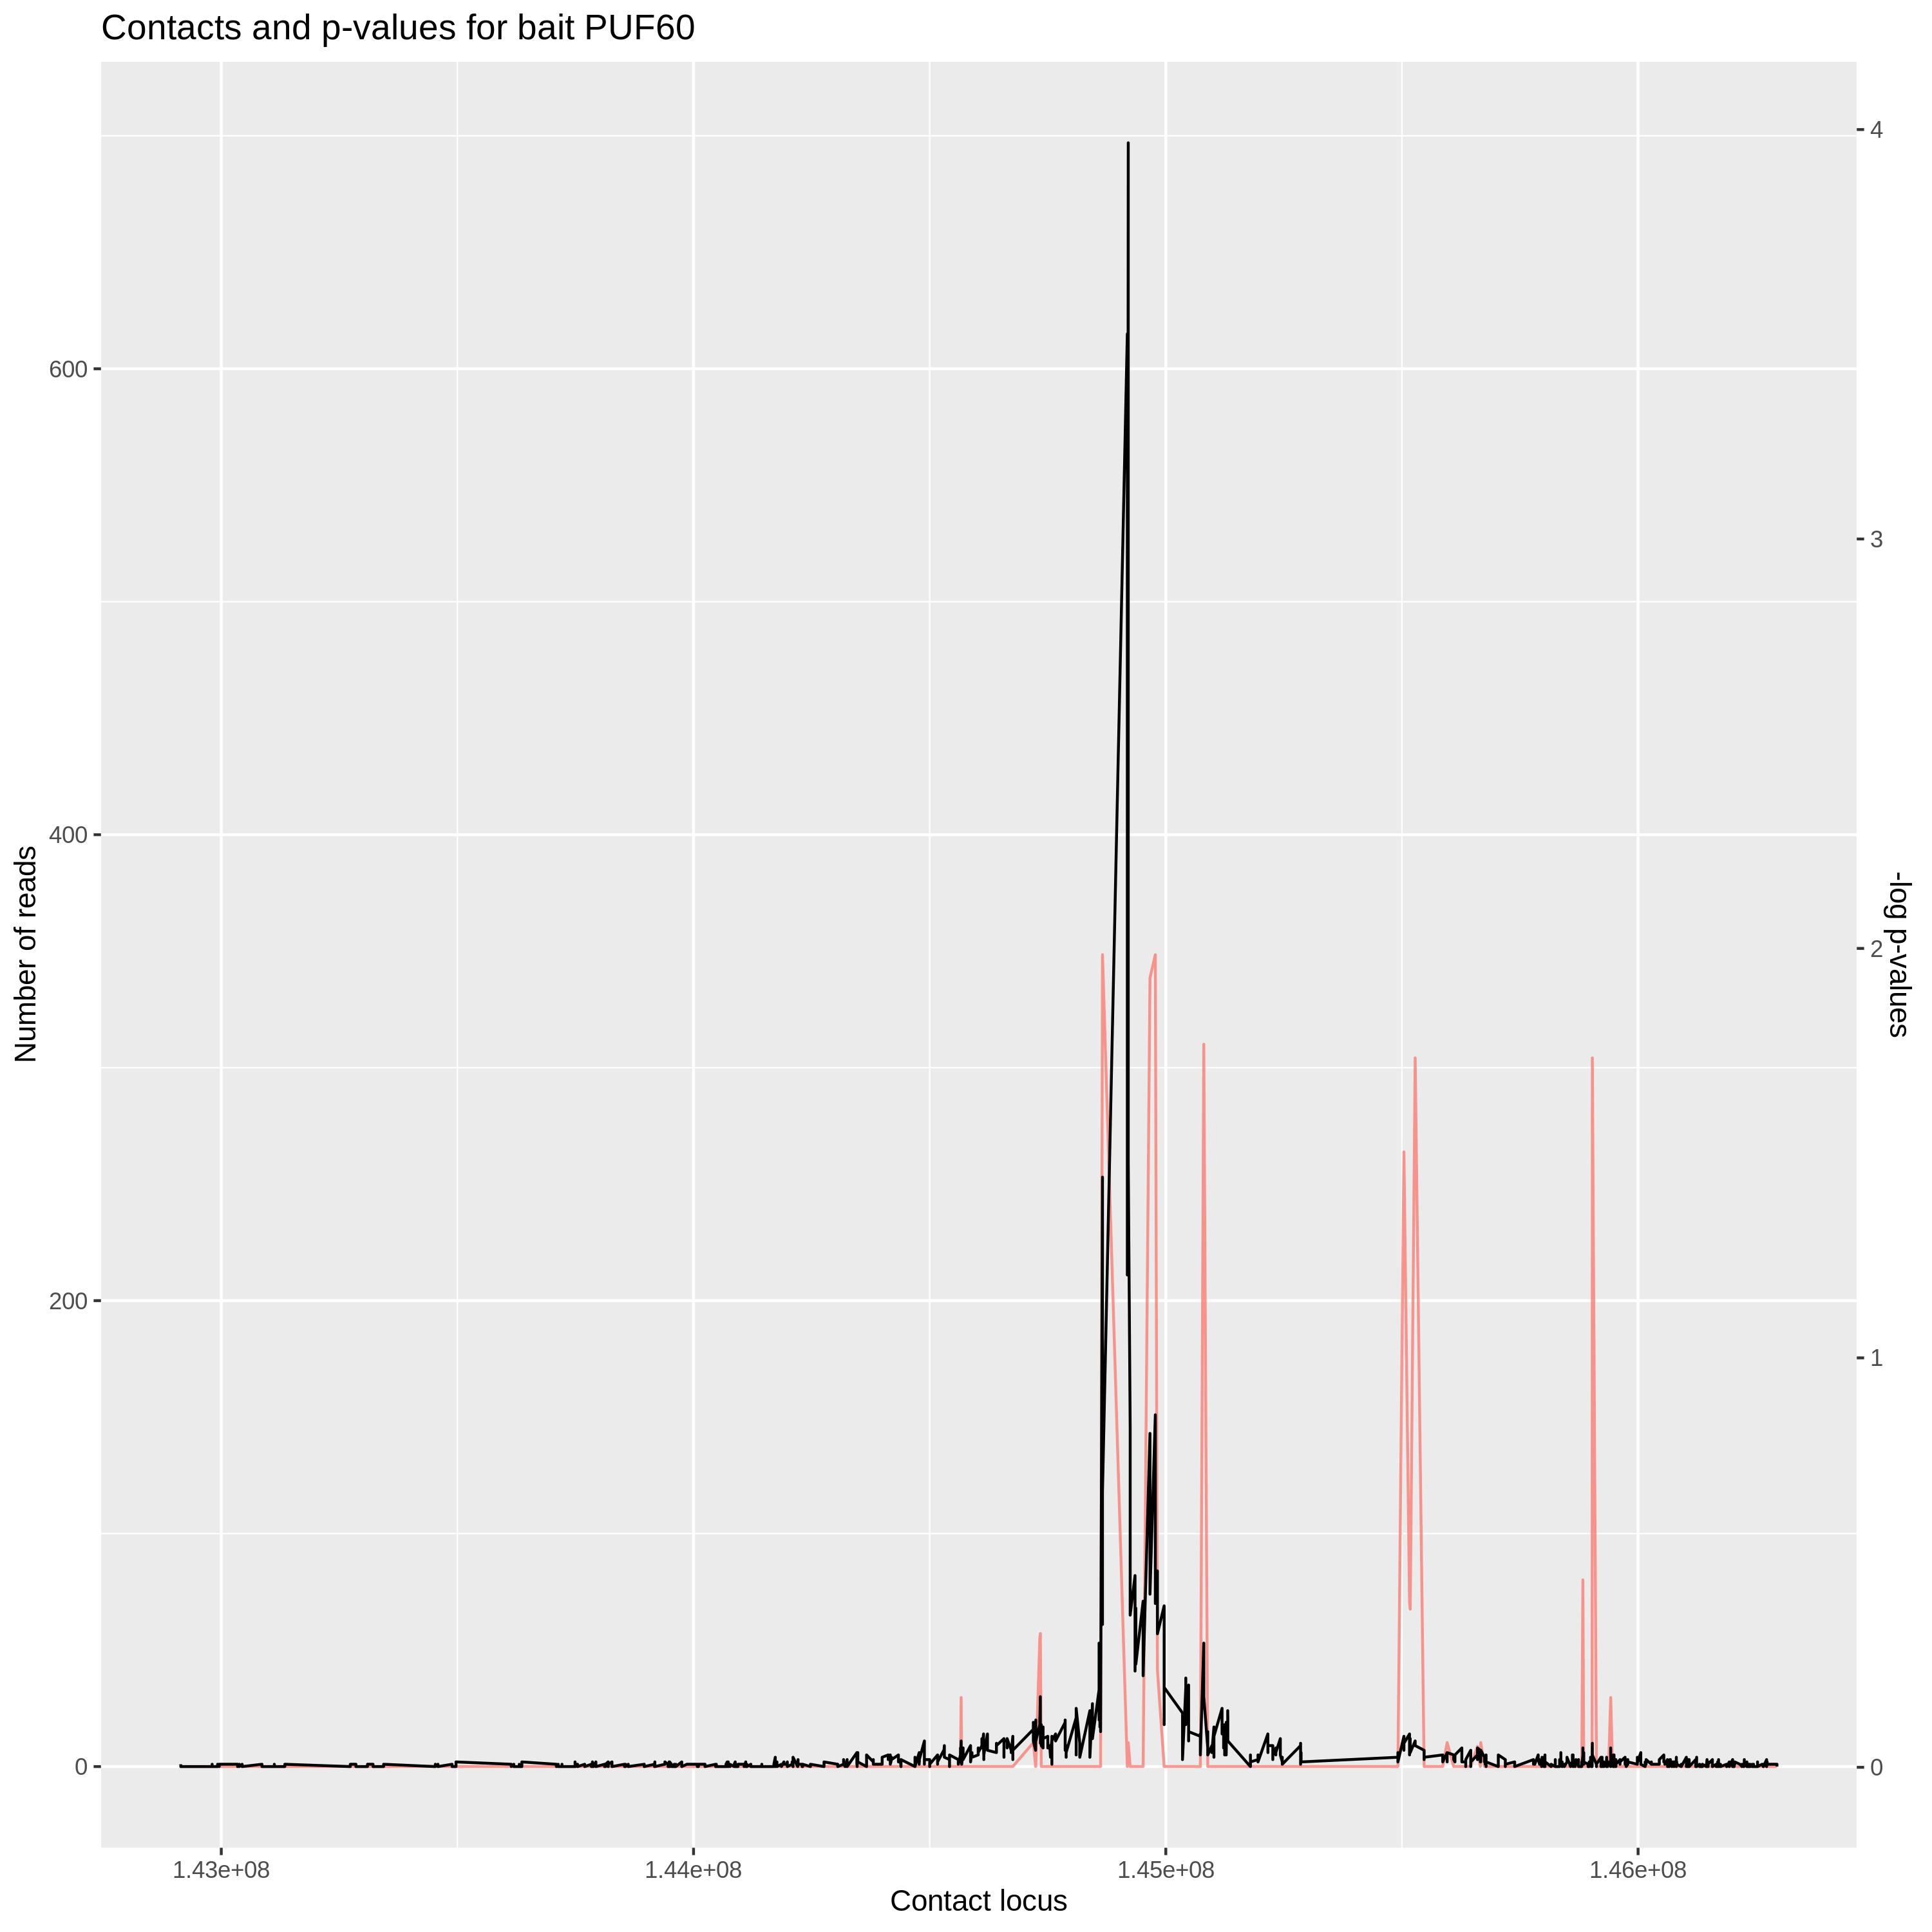 Contacts and p-values for bait PUF60
Number of reads
600
400
200
0
4
3
2
1
0
-log p-values
1.43e+08
1.44e+08
1.45e+08
1.46e+08
Contact locus